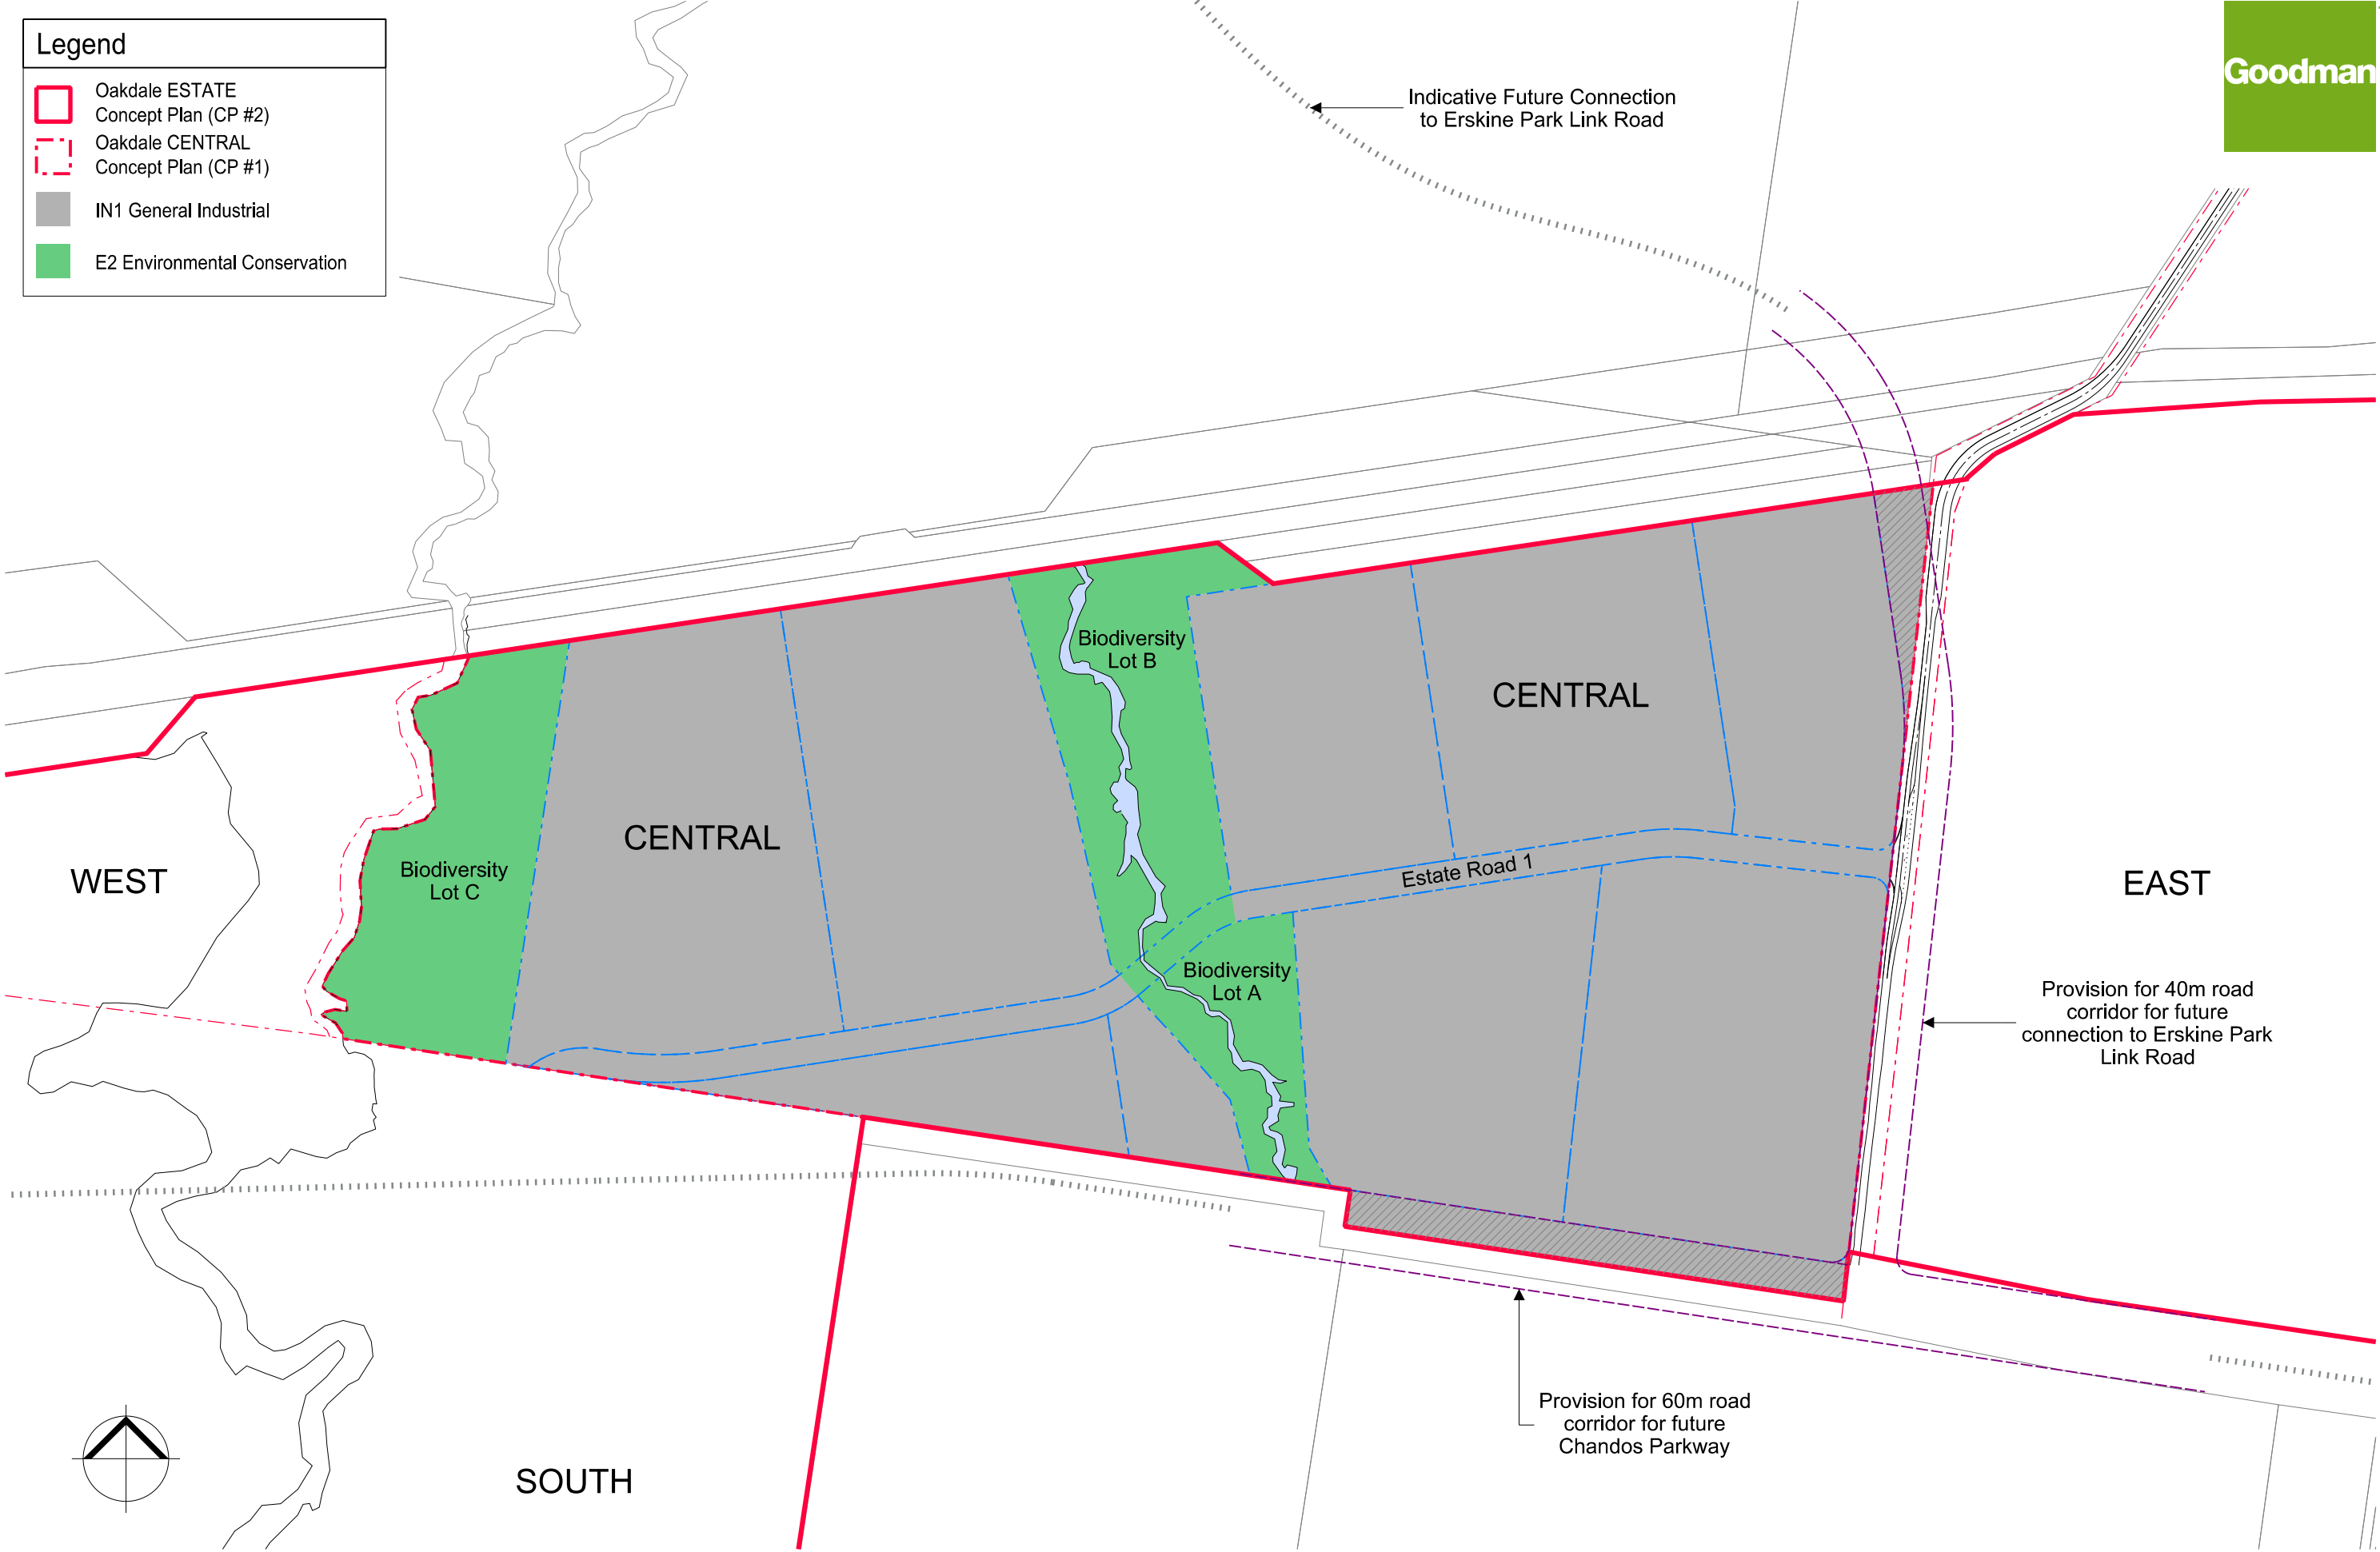 Legend
Oakdale ESTATE
Concept Plan (CP #2)
Oakdale CENTRAL
Concept Plan (CP #1)
IN1 General Industrial
E2 Environmental Conservation
Goodman
Indicative Future Connection
to Erskine Park Link Road
Biodiversity
Lot B
CENTRAL
CENTRAL
WEST
Biodiversity
Lot C
Estate Road 1
EAST
Biodiversity
Lot A
Provision for 40m road
corridor for future
connection to Erskine Park
Link Road
Provision for 60m road
corridor for future
Chandos Parkway
SOUTH